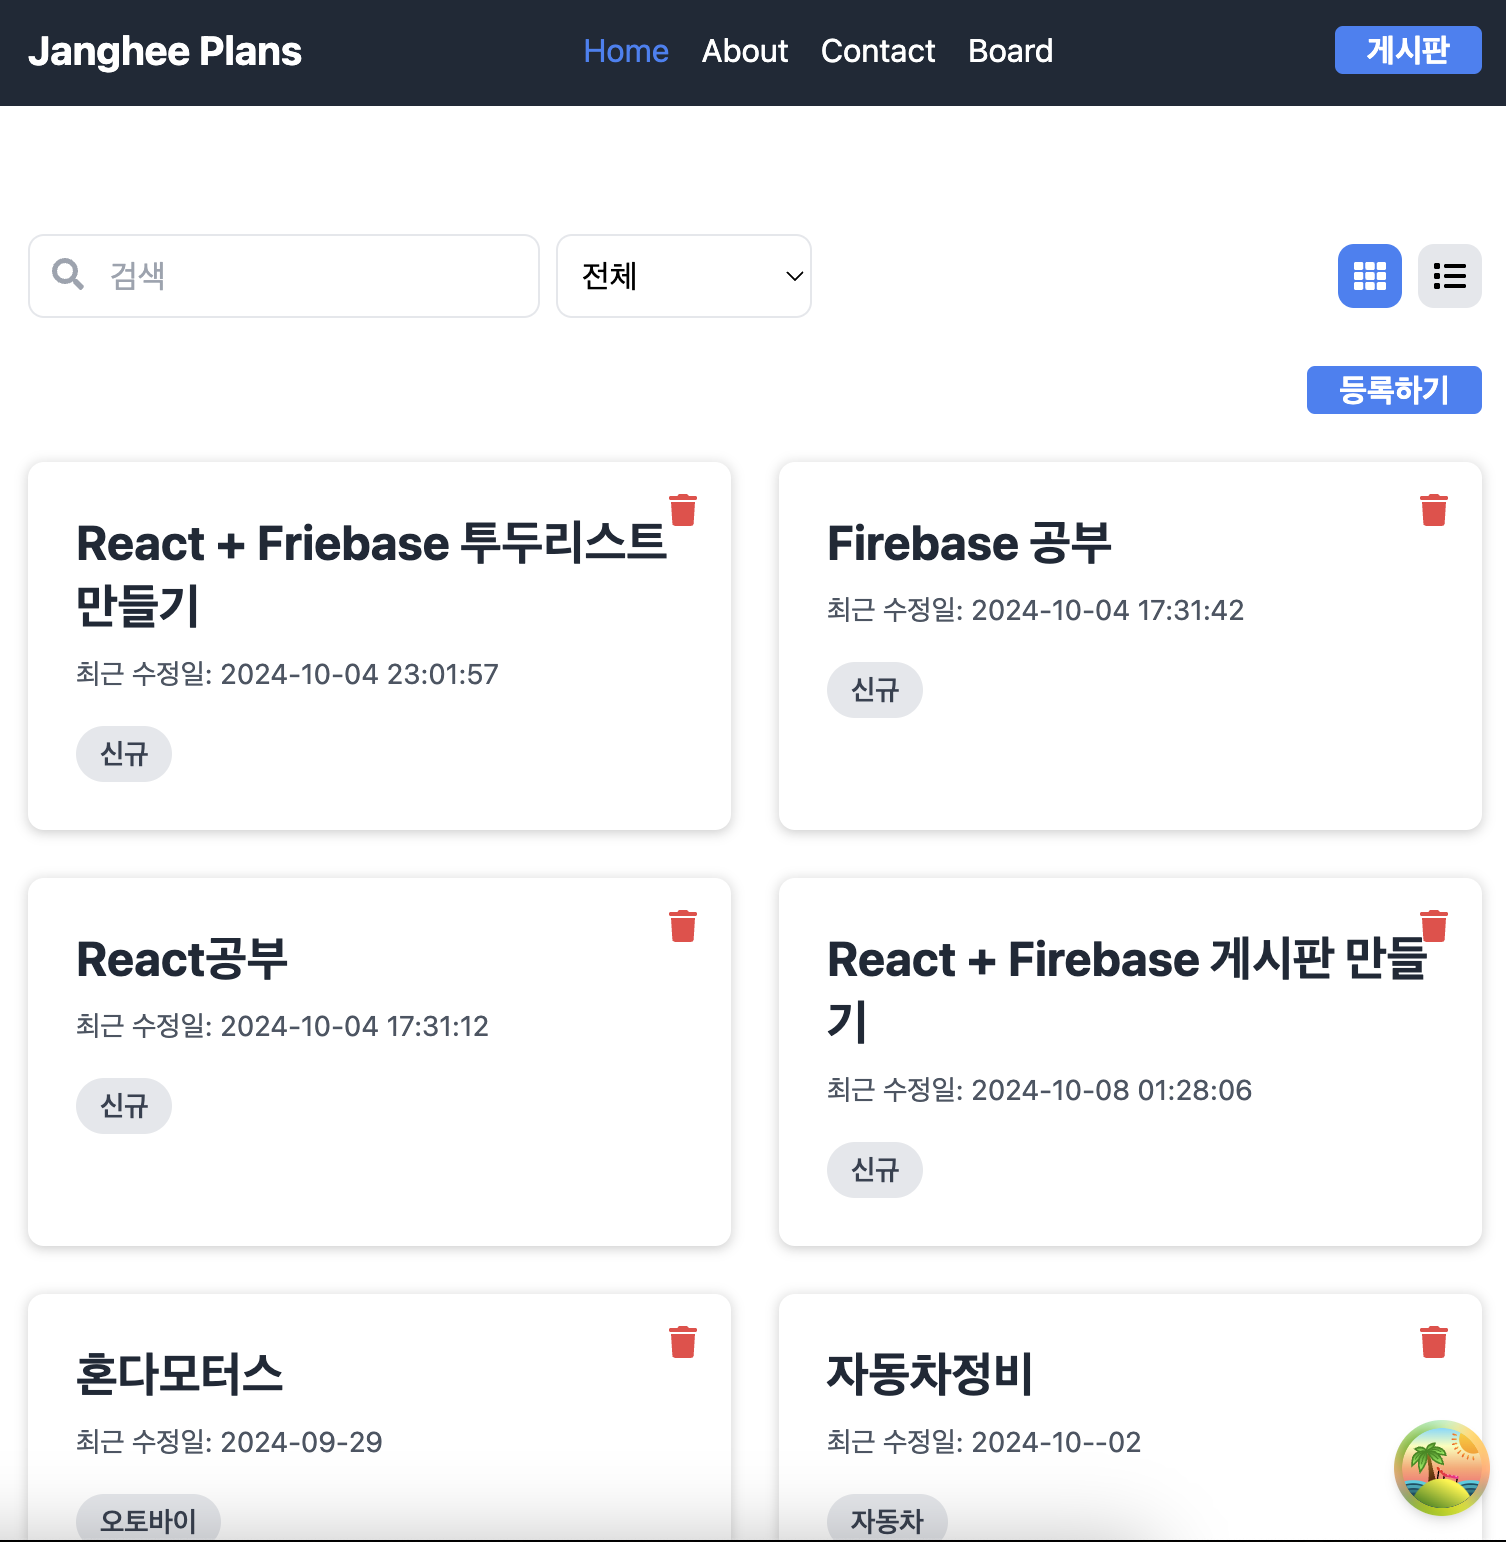 Janghee Plans
Home About Contact Board
게시판
검색
전체
등록하기
React + Friebase 투두리스트
만들기
최근 수정일: 2024-10-04 23:01:57
신규
Firebase 공부
최근 수정일: 2024-10-04 17:31:42
신규
React공부
최근 수정일: 2024-10-04 17:31:12
신규
React + Firebase 게시판 만들
기
최근 수정일: 2024-10-08 01:28:06
신규
혼다모터스
최근 수정일: 2024-09-29
오토바이
자동차정비
최근 수정일: 2024-10--02
자동차